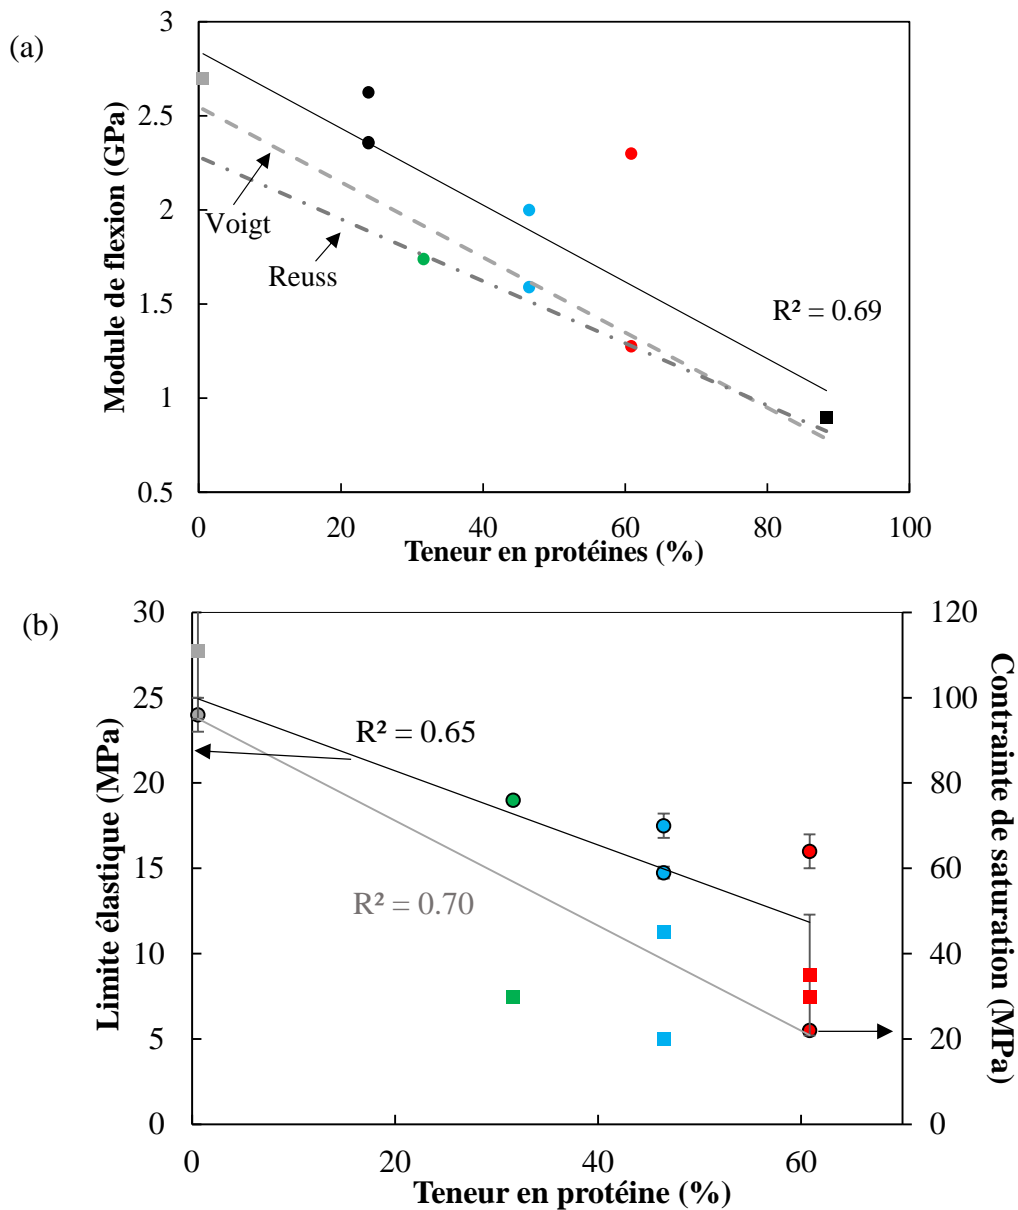 (a)
Module de flexion (GPa)
3
2.5
2
1.5
1
0.5
Voigt
Reuss
R² = 0.69
0 20 40 60 80 100
Teneur en protéines (%)
(b)
Limite élastique (MPa)
30
25
20
15
10
5
0
R² = 0.65
R² = 0.70
120
100
80
60
40
20
0
Contrainte de saturation (MPa)
0 20 40 60
Teneur en protéine (%)